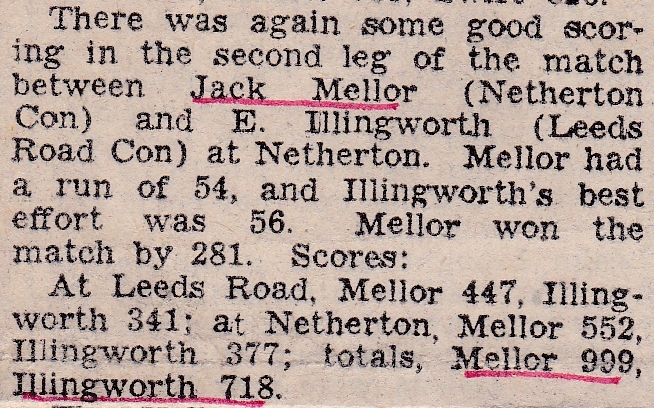 There was again some good scor-
ing in the second leg of the match
between Jack Mellor (Netherton
Con) and E. Illingworth (Leeds
Road Con) at Netherton. Mellor had
a run of 54, and Illingworth's best
effort was 56. Mellor won the
match by 281. Scores:
At Leeds Road, Mellor 447, Illing-
worth 341; at Netherton, Mellor 552,
Illingworth 377; totals, Mellor 999,
Illingworth 718.